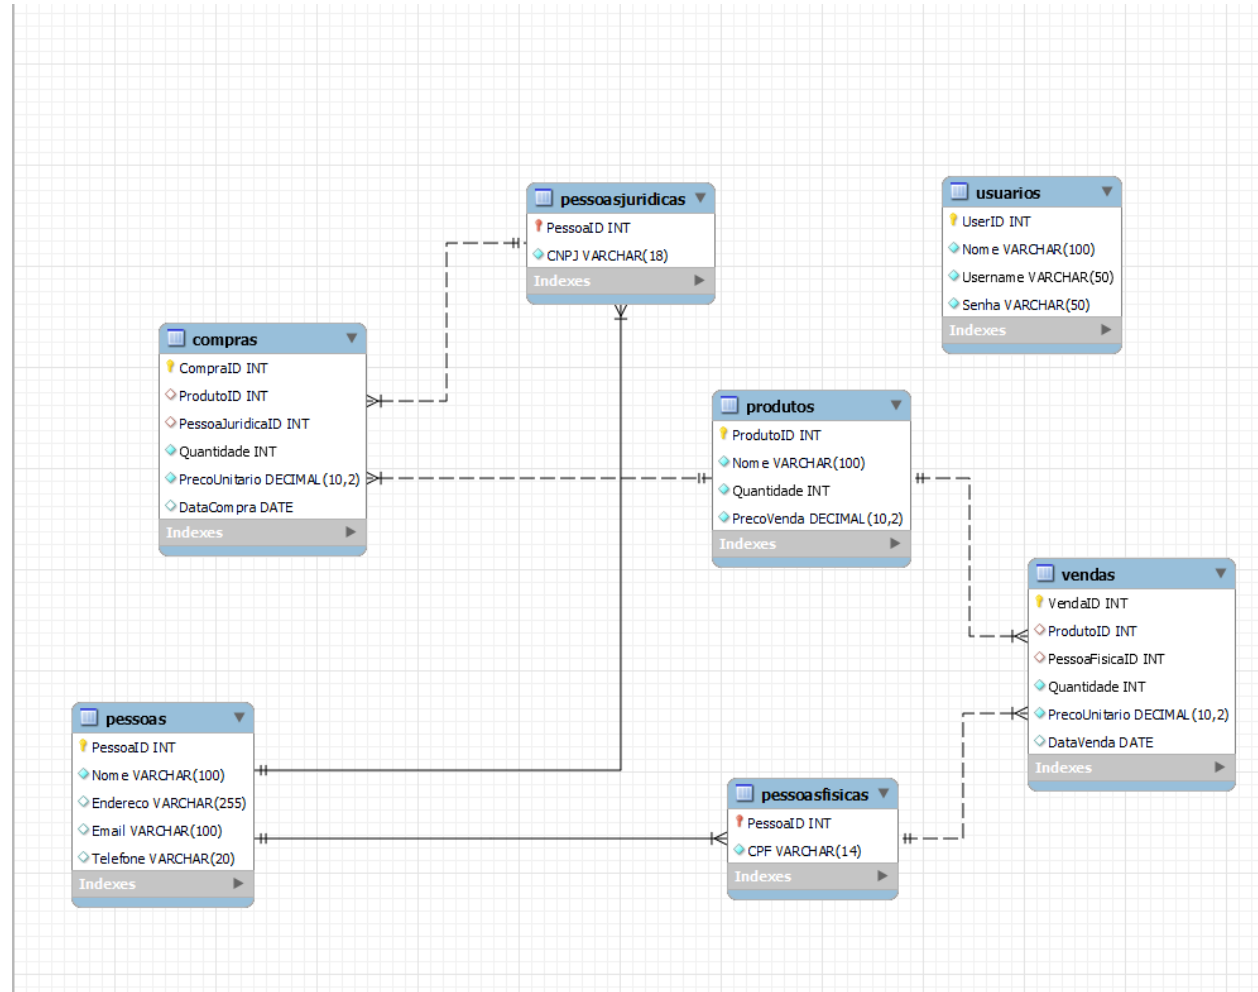 pessoasjuridicas
PessoaID INT
CNPJ VARCHAR(18)
Indexes
usuarios
UserID INT
Nome VARCHAR(100)
Username VARCHAR(50)
Senha VARCHAR(50)
Indexes
compras
CompraID INT
ProdutoID INT
PessoaJuridicaID INT
Quantidade INT
PrecoUnitario DECIMAL(10,2)
DataCompra DATE
Indexes
produtos
ProdutoID INT
Nome VARCHAR(100)
Quantidade INT
PrecoVenda DECIMAL(10,2)
Indexes
vendas
VendaID INT
ProdutoID INT
PessoaFisicaID INT
Quantidade INT
PrecoUnitario DECIMAL(10,2)
DataVenda DATE
Indexes
pessoas
PessoaID INT
Nome VARCHAR(100)
Endereco VARCHAR(255)
Email VARCHAR(100)
Telefone VARCHAR(20)
Indexes
pessoasfisicas
PessoaID INT
CPF VARCHAR(14)
Indexes